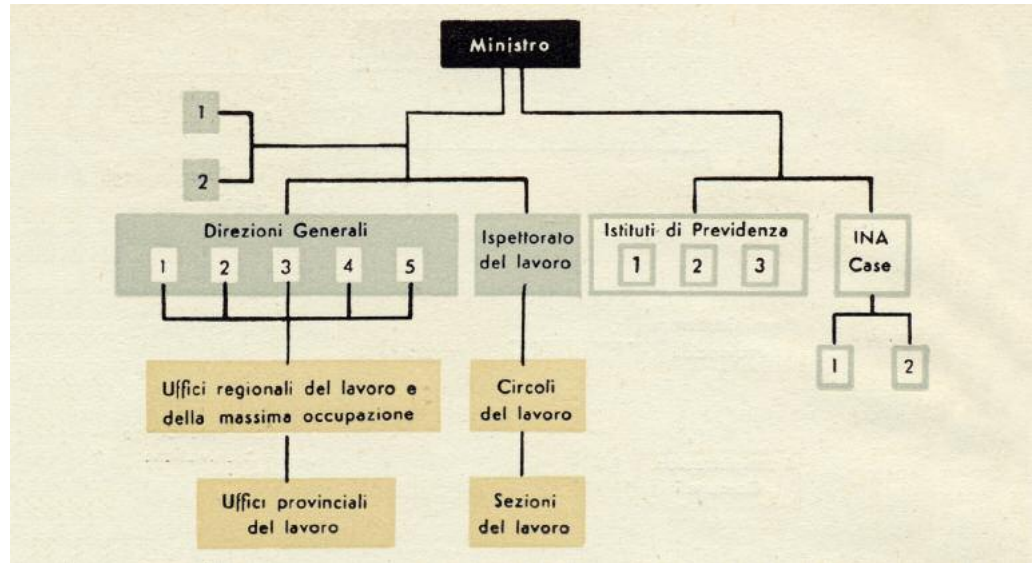 Ministro
1
2
Direzioni Generali
1 2 3 4 5
Ispettorato
del lavoro
Istituti di Previdenza
1 2 3
INA
Case
1 2
Uffici regionali del lavoro e
della massima occupazione
Circoli
del lavoro
Uffici provinciali
del lavoro
Sezioni
del lavoro